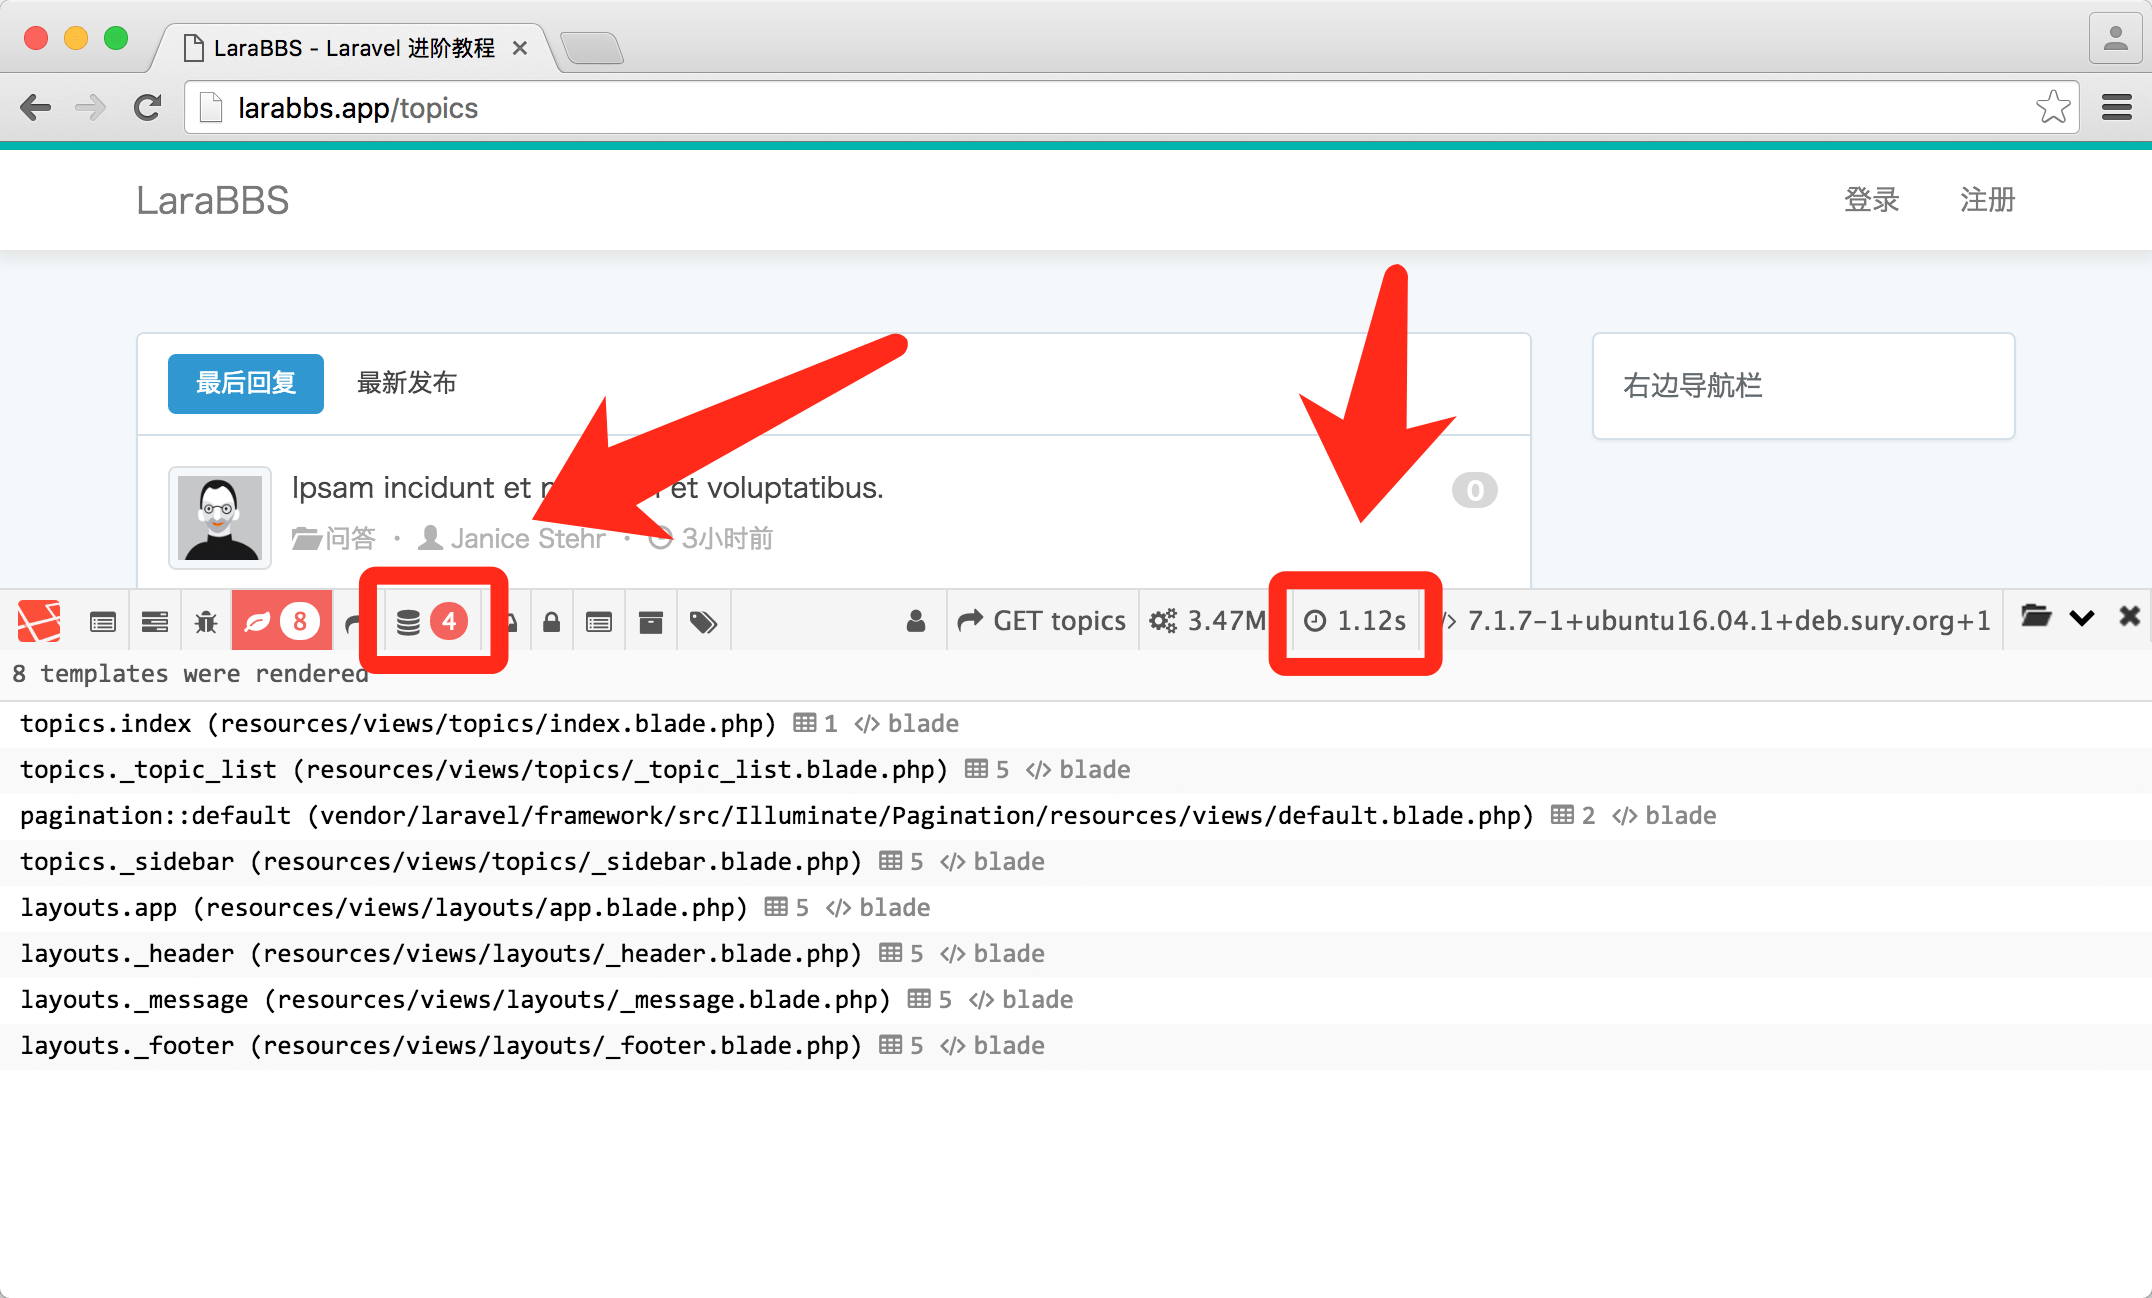 LaraBBS - Laravel 进阶教程
larabbs.app/topics
LaraBBS 登录 注册
最后回复 最新发布
右边导航栏
Ipsam incidunt et et voluptatibus.
0
问答 · Janice Stehr · 3小时前
8 4 GET topics 3.47M 1.12s 7.1.7-1+ubuntu16.04.1+deb.sury.org+1
8 templates were rendered
topics.index (resources/views/topics/index.blade.php) 1 </> blade
topics._topic_list (resources/views/topics/_topic_list.blade.php) 5 </> blade
pagination::default (vendor/laravel/framework/src/Illuminate/Pagination/resources/views/default.blade.php) 2 </> blade
topics._sidebar (resources/views/topics/_sidebar.blade.php) 5 </> blade
layouts.app (resources/views/layouts/app.blade.php) 5 </> blade
layouts._header (resources/views/layouts/_header.blade.php) 5 </> blade
layouts._message (resources/views/layouts/_message.blade.php) 5 </> blade
layouts._footer (resources/views/layouts/_footer.blade.php) 5 </> blade